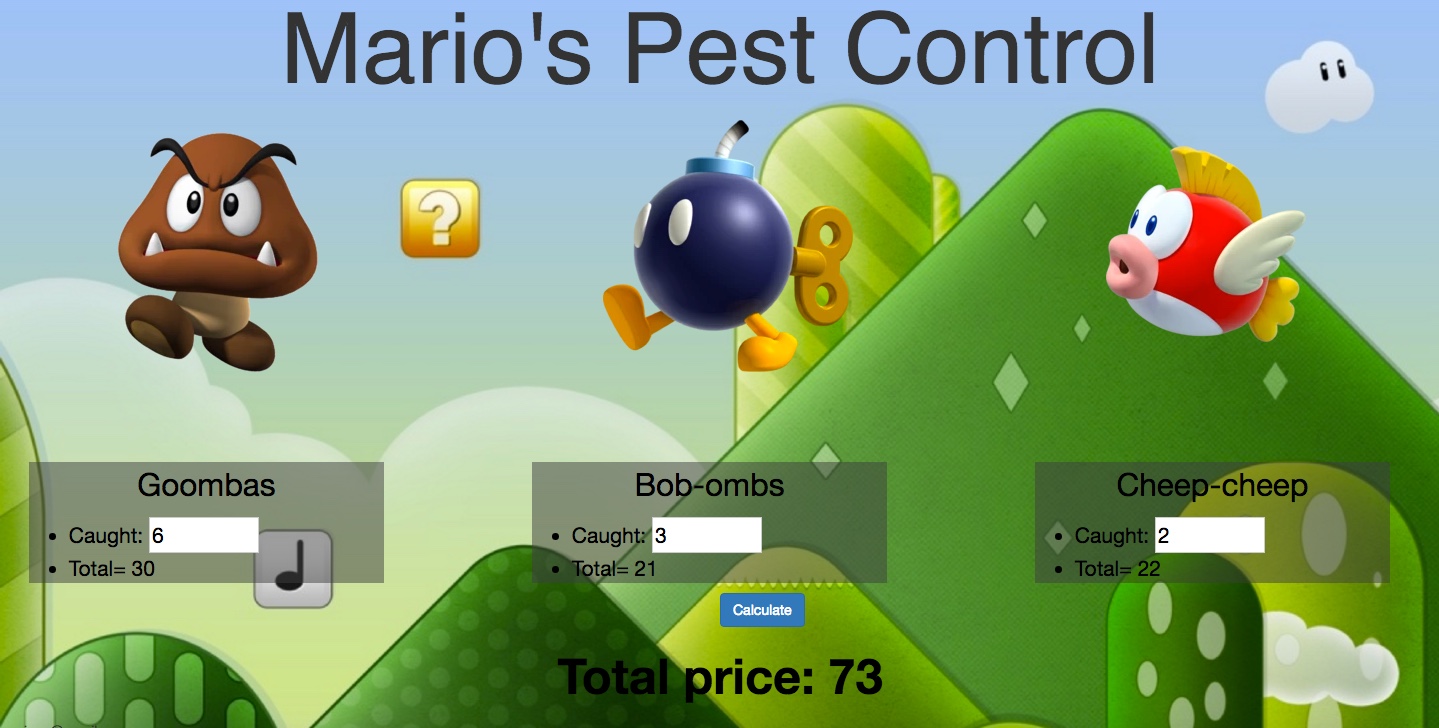 Mario's Pest Control
?
Goombas
Bob-ombs
Cheep-cheep
Caught: 6
Caught: 3
Caught: 2
Total= 30
Total= 21
Total= 22
Calculate
Total price: 73